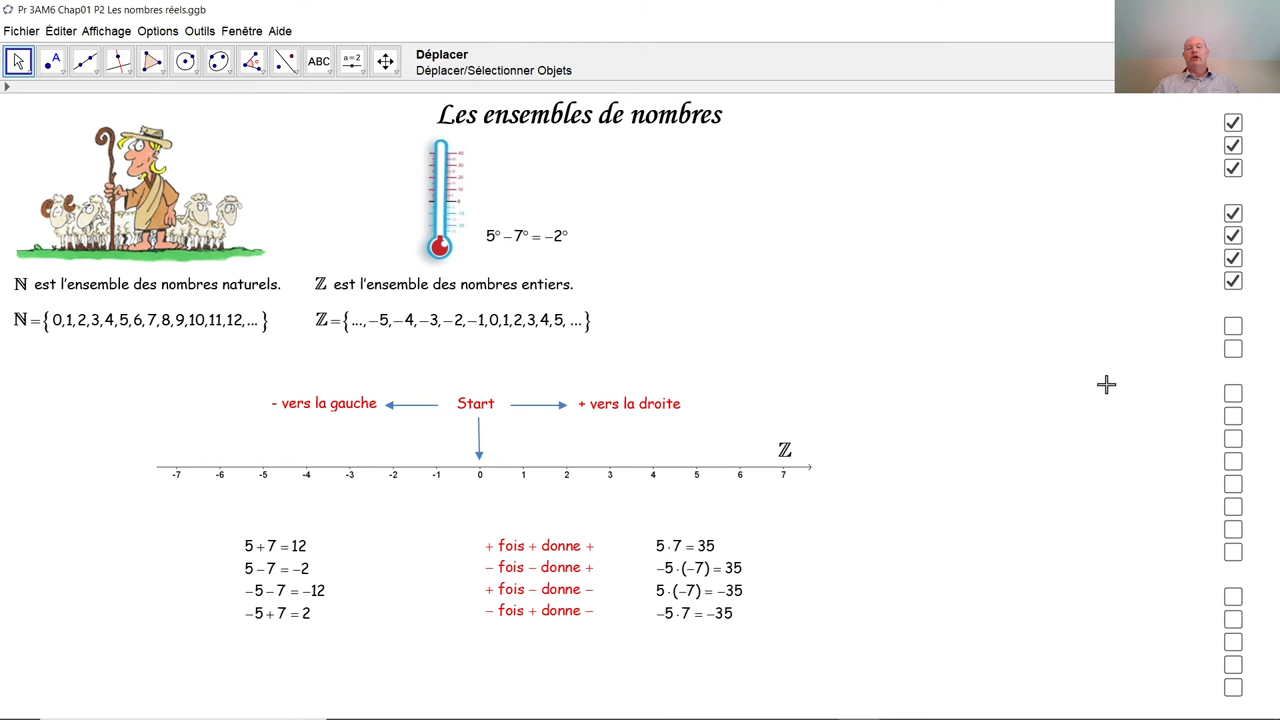 Pr 3AM6 Chap01 P2 Les nombres réels.ggb
Fichier Éditer Affichage Options Outils Fenêtre Aide
A
ABC
a=2
Déplacer
Déplacer/Sélectionner Objets
Les ensembles de nombres
5° − 7° = −2°
ℕ est l'ensemble des nombres naturels.
ℤ est l'ensemble des nombres entiers.
ℕ = { 0,1,2,3,4,5,6,7,8,9,10,11,12,... }
ℤ = { ...,−5,−4,−3,−2,−1,0,1,2,3,4,5, ... }
- vers la gauche Start + vers la droite
ℤ
-7 -6 -5 -4 -3 -2 -1 0 1 2 3 4 5 6 7
5 + 7 = 12
5 − 7 = −2
−5 − 7 = −12
−5 + 7 = 2
+ fois + donne +
− fois − donne +
+ fois − donne −
− fois + donne −
5 · 7 = 35
−5 · (−7) = 35
5 · (−7) = −35
−5 · 7 = −35